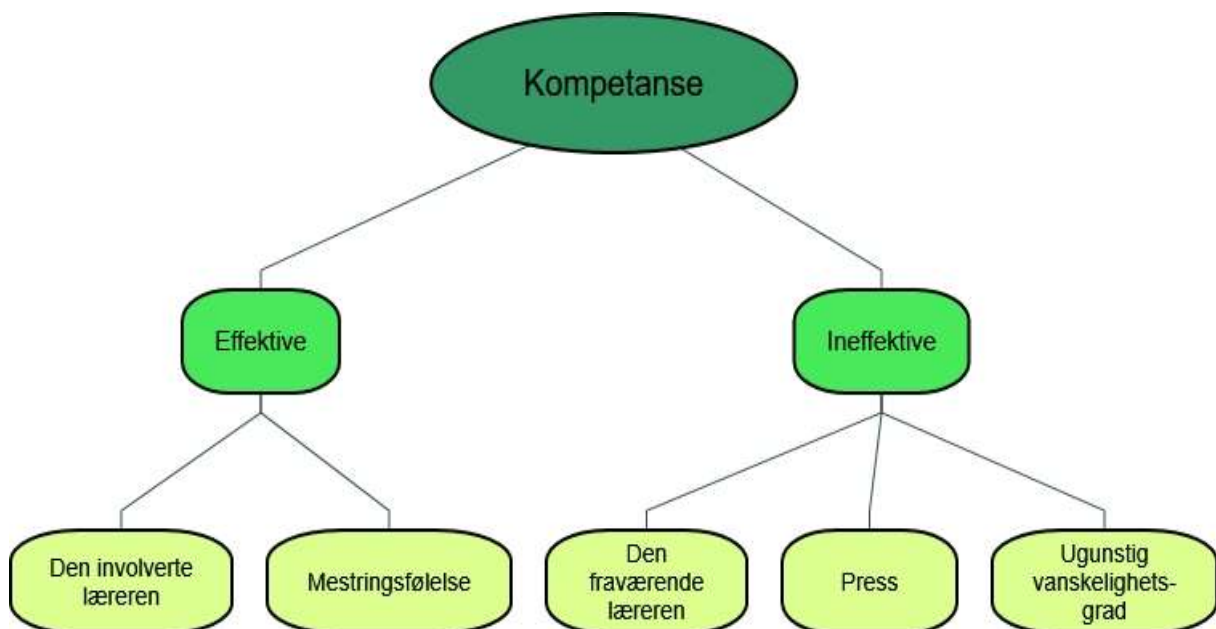 Kompetanse
Effektive
Ineffektive
Den involverte
læreren
Mestringsfølelse
Den
fraværende
læreren
Press
Ugunstig
vanskelighets-
grad